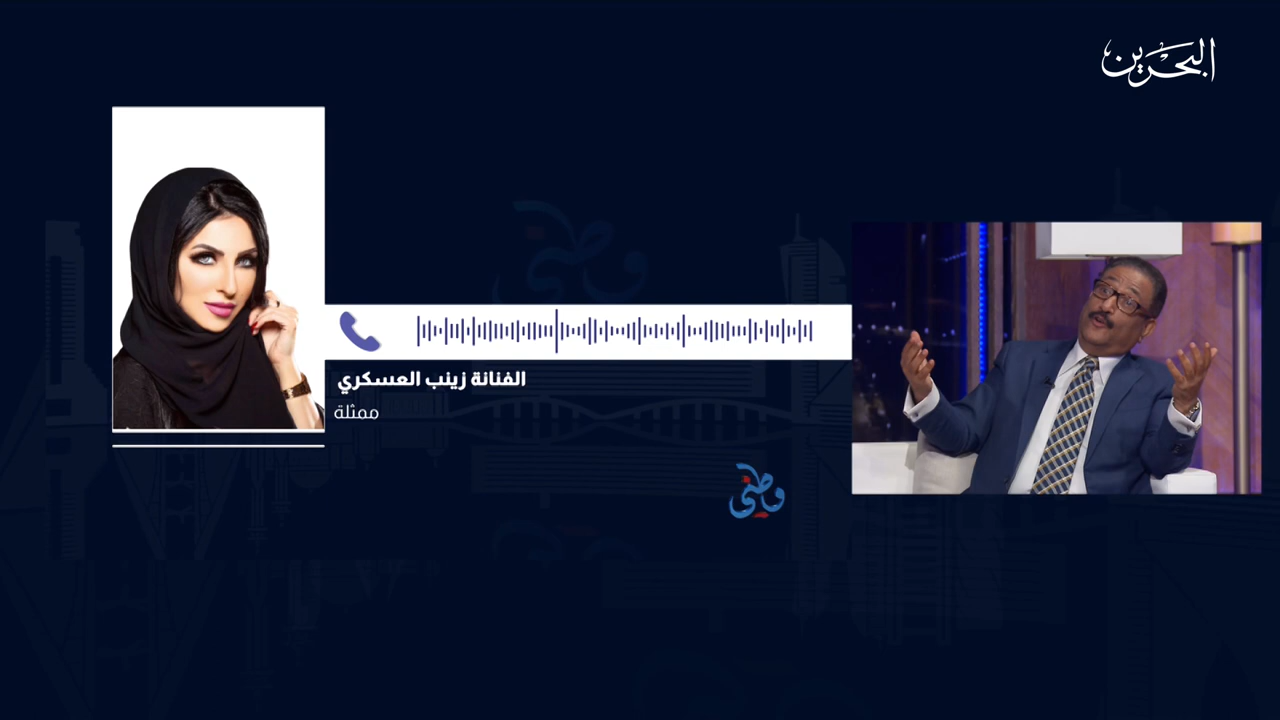 البحرين
الفنانة زينب العسكري
ممثلة
وطني